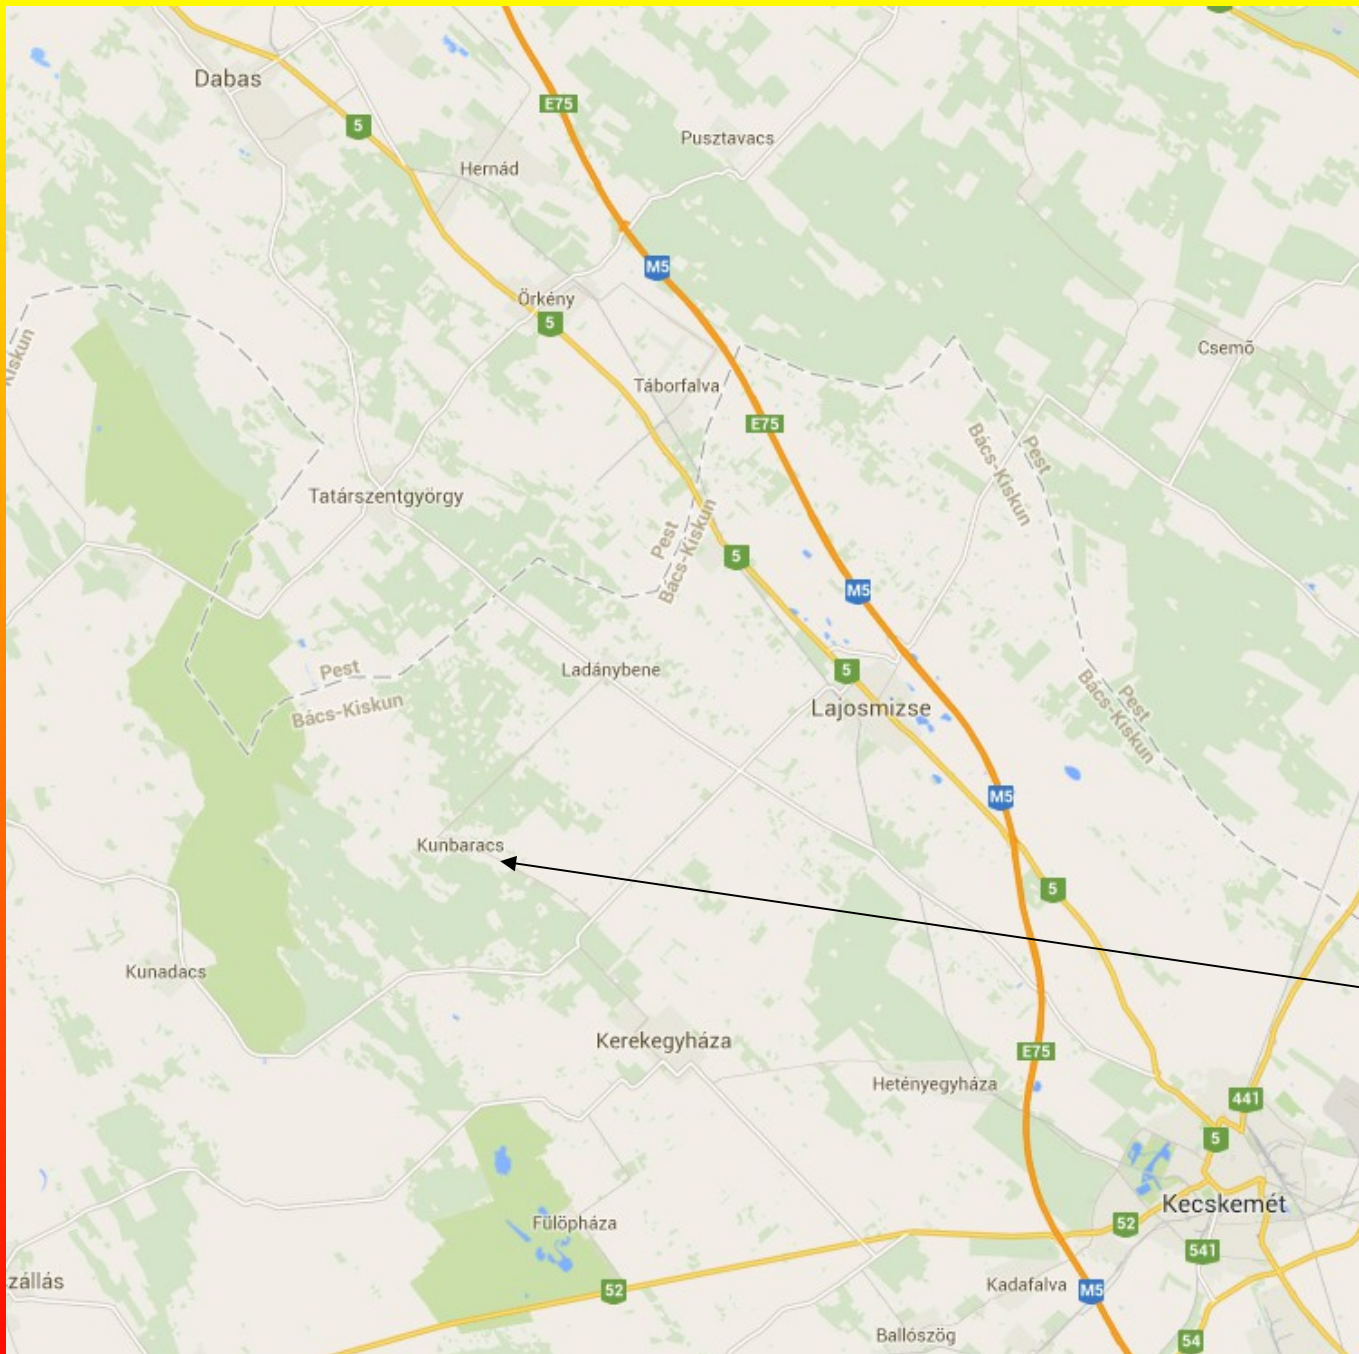 Dabas
E75
5
Pusztavacs
Hernád
M5
Örkény
5
Kiskun
Csemő
Táborfalva
E75
Pest
Bács-Kiskun
Tatárszentgyörgy
Pest
Bács-Kiskun
5
M5
Ladánybene
Pest
Bács-Kiskun
5
Lajosmizse
Pest
Bács-Kiskun
M5
Kunbaracs
5
Kunadacs
Kerekegyháza
E75
Hetényegyháza
441
5
Kecskemét
Fülöpháza
52
541
zállás
52
Kadafalva
M5
Ballószög
54